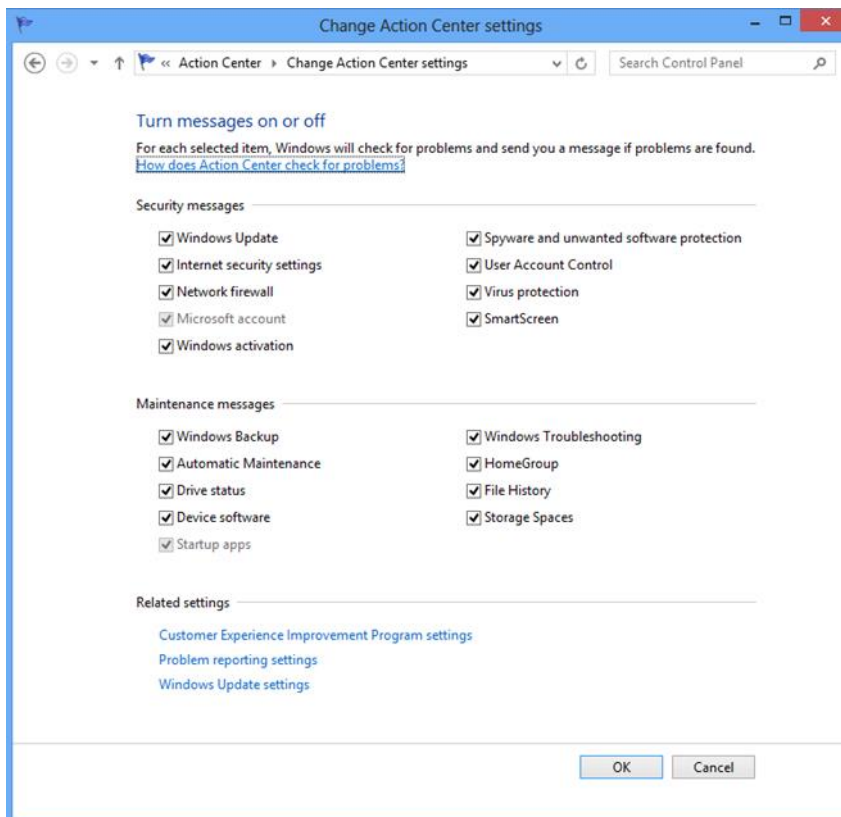 Change Action Center settings
« Action Center Change Action Center settings
Search Control Panel
Turn messages on or off
For each selected item, Windows will check for problems and send you a message if problems are found.
How does Action Center check for problems?
Security messages
Windows Update
Spyware and unwanted software protection
Internet security settings
User Account Control
Network firewall
Virus protection
Microsoft account
SmartScreen
Windows activation
Maintenance messages
Windows Backup
Windows Troubleshooting
Automatic Maintenance
HomeGroup
Drive status
File History
Device software
Storage Spaces
Startup apps
Related settings
Customer Experience Improvement Program settings
Problem reporting settings
Windows Update settings
OK
Cancel